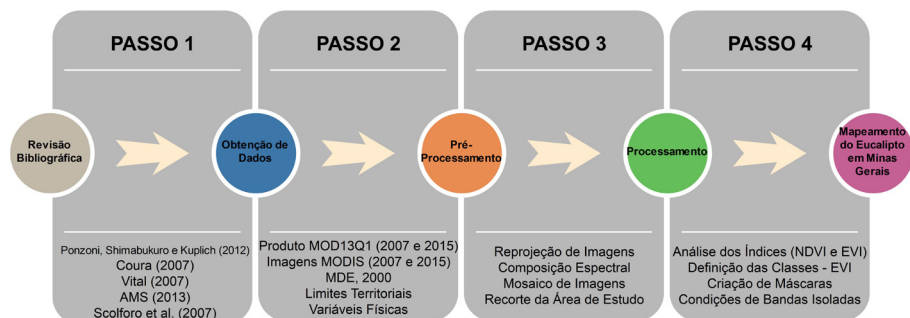 PASSO 1
PASSO 2
PASSO 3
PASSO 4
Revisão
Bibliográfica
Obtenção de
Dados
Pré-
Processamento
Processamento
Mapeamento
do Eucalipto
em Minas
Gerais
Ponzoni, Shimabukuro e Kuplich (2012)
Coura (2007)
Vital (2007)
AMS (2013)
Scolforo et al. (2007)
Produto MOD13Q1 (2007 e 2015)
Imagens MODIS (2007 e 2015)
MDE, 2000
Limites Territoriais
Variáveis Físicas
Reprojeção de Imagens
Composição Espectral
Mosaico de Imagens
Recorte da Área de Estudo
Análise dos Índices (NDVI e EVI)
Definição das Classes - EVI
Criação de Máscaras
Condições de Bandas Isoladas